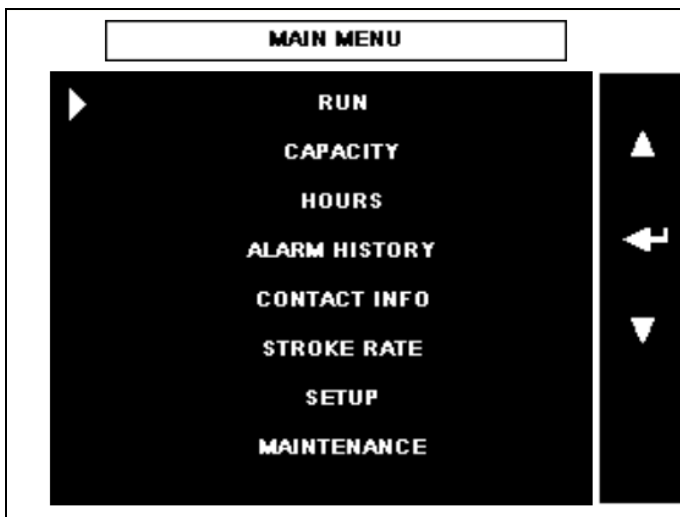 MAIN MENU
RUN
CAPACITY
HOURS
ALARM HISTORY
CONTACT INFO
STROKE RATE
SETUP
MAINTENANCE